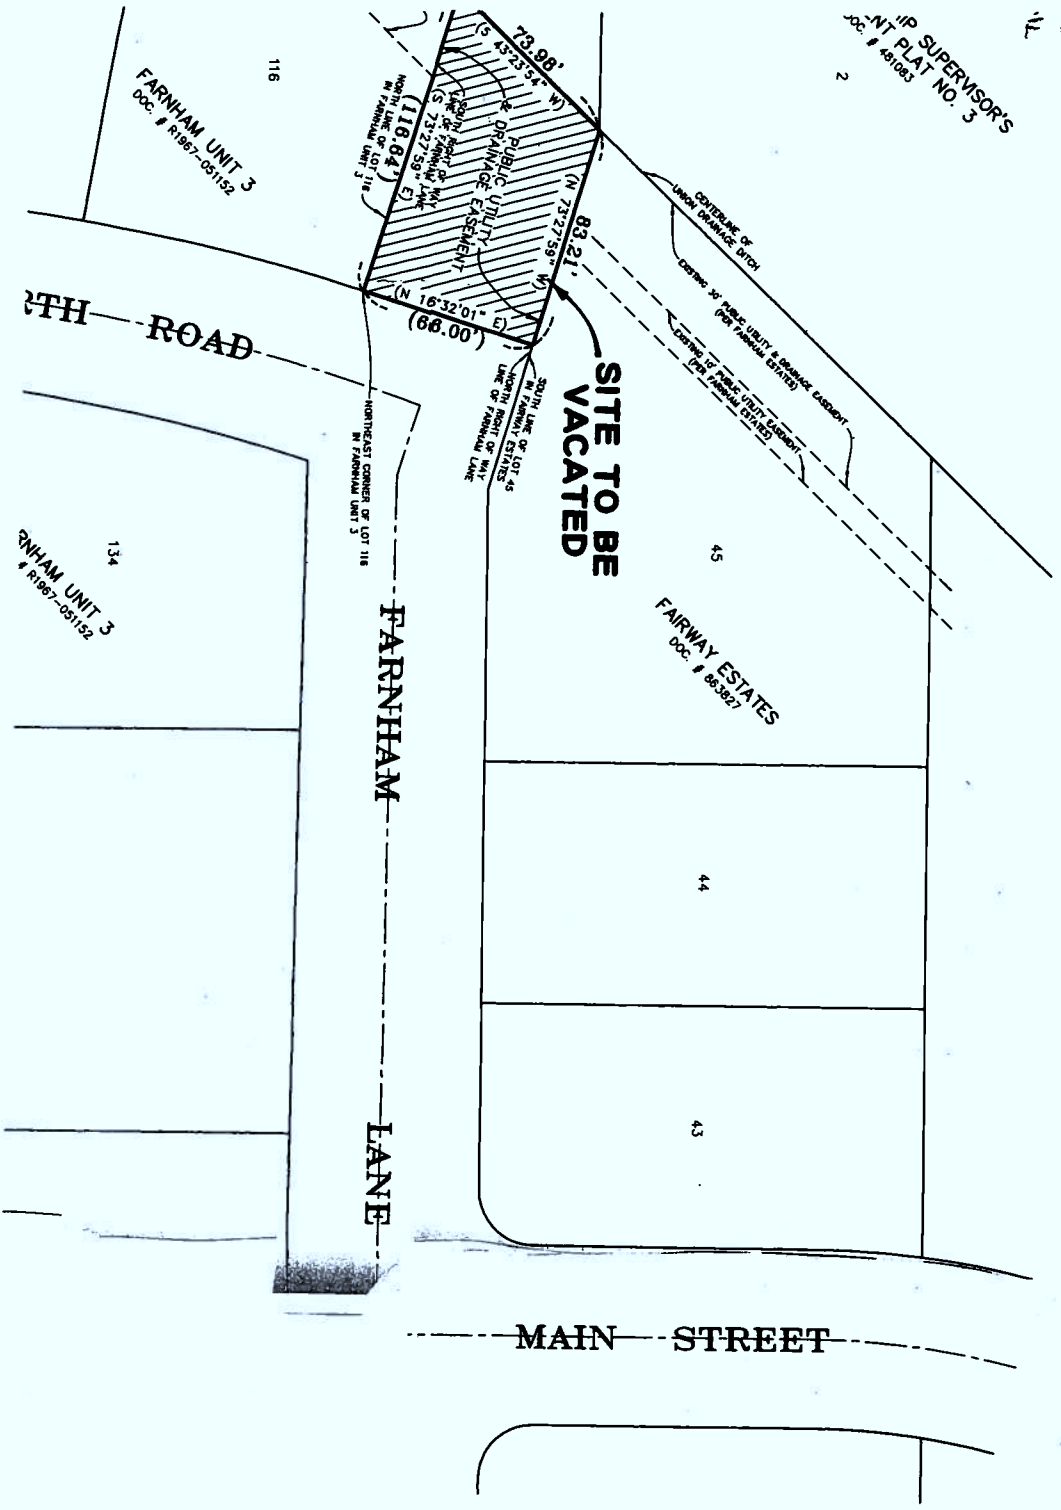 IP SUPERVISOR'S
NT PLAT NO. 3
DOC. # 481083
2
116
FARNHAM UNIT 3
DOC. # R1967-051152
73.98'
(S 43°23'54" W)
PUBLIC UTILITY
& DRAINAGE EASEMENT
SOUTH RIGHT OF WAY
LINE OF FARNHAM LANE
(S 73°27'59" E)
(116.64')
NORTH LINE OF LOT 116
IN FARNHAM UNIT 3
83.21'
(N 73°27'59" W)
(N 16°32'01" E)
(66.00')
CENTERLINE OF
UNION DRAINAGE DITCH
EXISTING 30' PUBLIC UTILITY & DRAINAGE EASEMENT
(PER FARNHAM ESTATES)
EXISTING 10' PUBLIC UTILITY EASEMENT
(PER FARNHAM ESTATES)
SITE TO BE
VACATED
SOUTH LINE OF LOT 45
IN FAIRWAY ESTATES
NORTH RIGHT OF WAY
LINE OF FARNHAM LANE
NORTHEAST CORNER OF LOT 116
IN FARNHAM UNIT 3
RTH ROAD
134
RNHAM UNIT 3
# R1967-051152
45
FAIRWAY ESTATES
DOC. # 863827
FARNHAM LANE
44
43
MAIN STREET